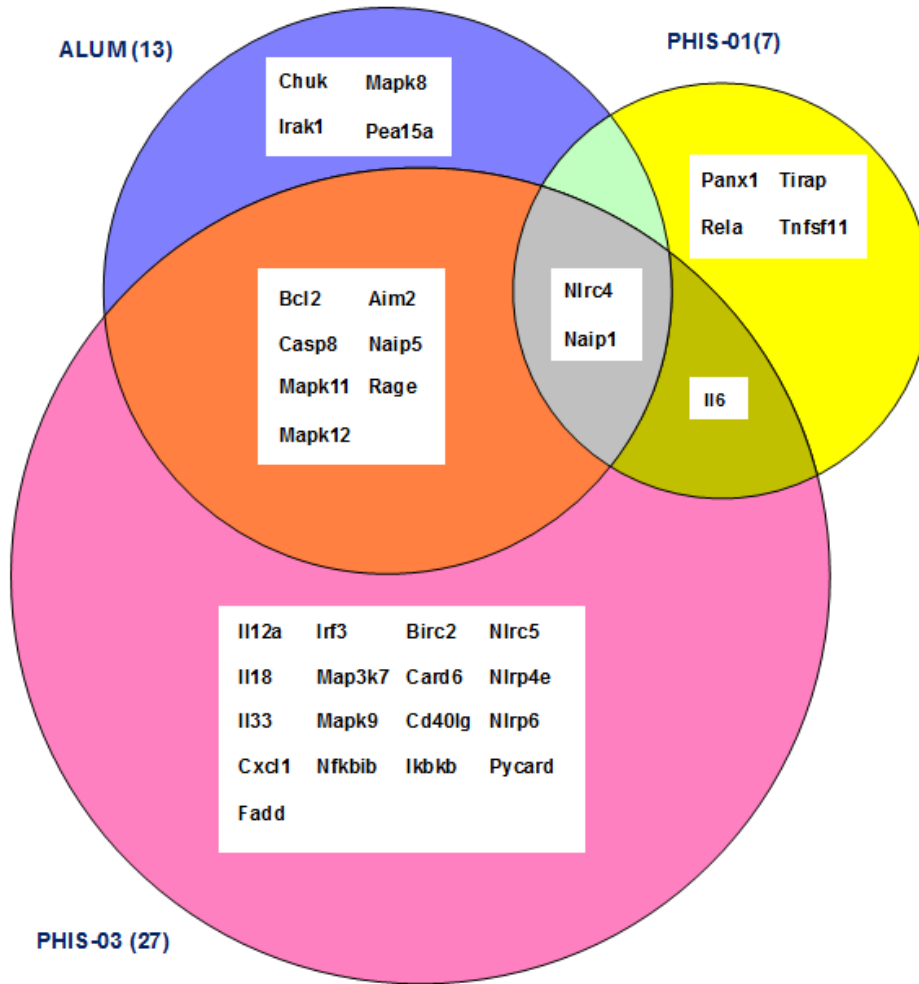 ALUM (13)
PHIS-01(7)
Chuk Mapk8
Irak1 Pea15a
Panx1 Tirap
Rela Tnfsf11
Bcl2 Aim2
Casp8 Naip5
Mapk11 Rage
Mapk12
Nlrc4
Naip1
Il6
Il12a Irf3 Birc2 Nlrc5
Il18 Map3k7 Card6 Nlrp4e
Il33 Mapk9 Cd40lg Nlrp6
Cxcl1 Nfkbib Ikbkb Pycard
Fadd
PHIS-03 (27)